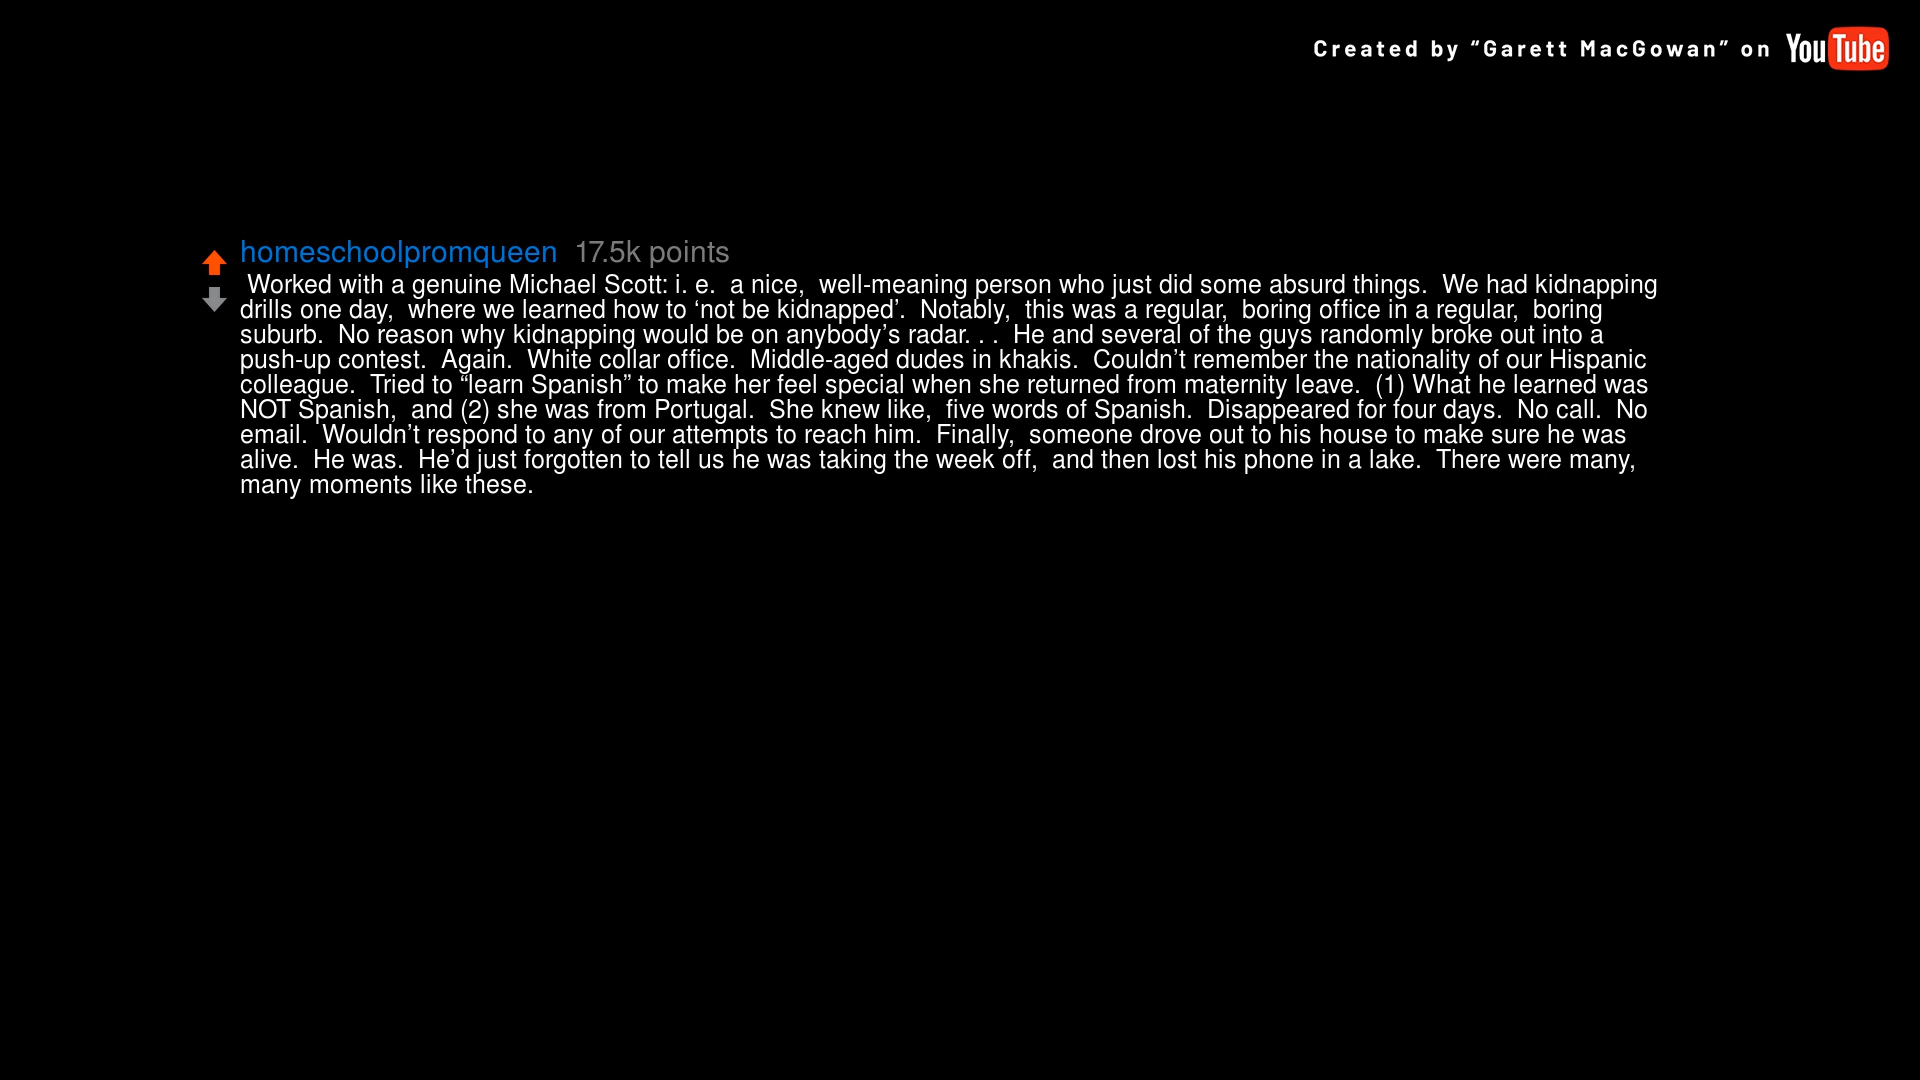 Created by “Garett MacGowan” on YouTube
homeschoolpromqueen 17.5k points
Worked with a genuine Michael Scott: i. e.  a nice,  well-meaning person who just did some absurd things.  We had kidnapping
drills one day,  where we learned how to ‘not be kidnapped’.  Notably,  this was a regular,  boring office in a regular,  boring
suburb.  No reason why kidnapping would be on anybody’s radar. . .  He and several of the guys randomly broke out into a
push-up contest.  Again.  White collar office.  Middle-aged dudes in khakis.  Couldn’t remember the nationality of our Hispanic
colleague.  Tried to “learn Spanish” to make her feel special when she returned from maternity leave.  (1) What he learned was
NOT Spanish,  and (2) she was from Portugal.  She knew like,  five words of Spanish.  Disappeared for four days.  No call.  No
email.  Wouldn’t respond to any of our attempts to reach him.  Finally,  someone drove out to his house to make sure he was
alive.  He was.  He’d just forgotten to tell us he was taking the week off,  and then lost his phone in a lake.  There were many,
many moments like these.